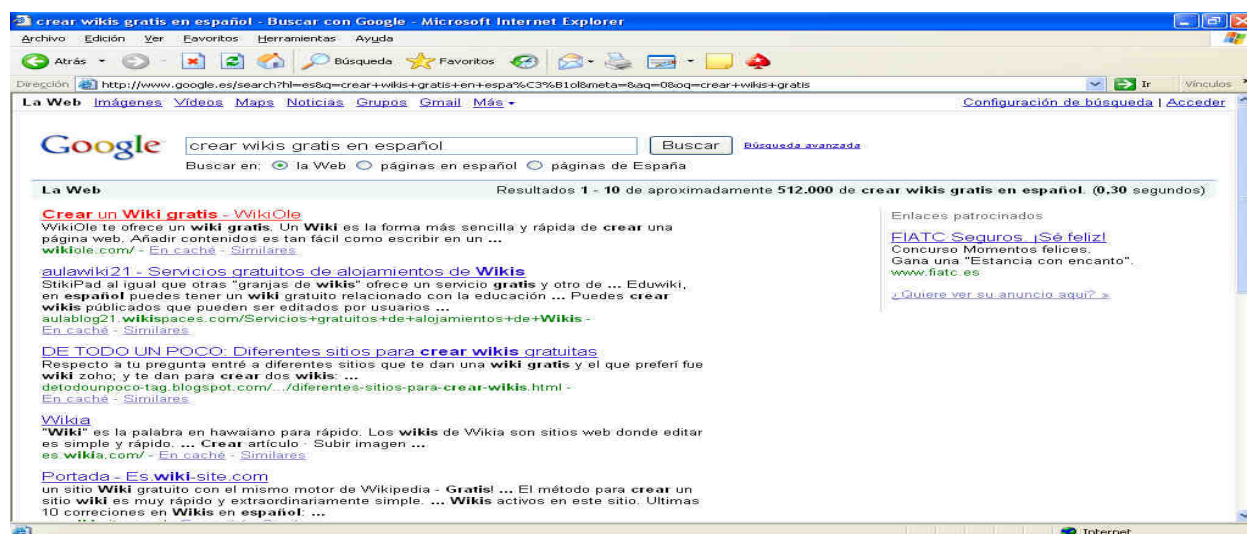 crear wikis gratis en español - Buscar con Google - Microsoft Internet Explorer
Archivo Edición Ver Favoritos Herramientas Ayuda
Atrás Búsqueda Favoritos
Dirección http://www.google.es/search?hl=es&q=crear+wikis+gratis+en+espa%C3%B1ol&meta=&aq=0&oq=crear+wikis+gratis Ir Vínculos
La Web Imágenes Vídeos Maps Noticias Grupos Gmail Más Configuración de búsqueda | Acceder
Google crear wikis gratis en español Buscar Búsqueda avanzada
Buscar en: la Web páginas en español páginas de España
La Web Resultados 1 - 10 de aproximadamente 512.000 de crear wikis gratis en español. (0,30 segundos)
Crear un Wiki gratis - WikiOle
WikiOle te ofrece un wiki gratis. Un Wiki es la forma más sencilla y rápida de crear una
página web. Añadir contenidos es tan fácil como escribir en un ...
wikiole.com/ - En caché - Similares
aulawiki21 - Servicios gratuitos de alojamientos de Wikis
StikiPad al igual que otras "granjas de wikis" ofrece un servicio gratis y otro de ... Eduwiki,
en español puedes tener un wiki gratuito relacionado con la educación ... Puedes crear
wikis públicados que pueden ser editados por usuarios ...
aulablog21.wikispaces.com/Servicios+gratuitos+de+alojamientos+de+Wikis -
En caché - Similares
DE TODO UN POCO: Diferentes sitios para crear wikis gratuitas
Respecto a tu pregunta entré a diferentes sitios que te dan una wiki gratis y el que preferí fue
wiki zoho; y te dan para crear dos wikis: ...
detodounpoco-tag.blogspot.com/.../diferentes-sitios-para-crear-wikis.html -
En caché - Similares
Wikia
"Wiki" es la palabra en hawaiano para rápido. Los wikis de Wikia son sitios web donde editar
es simple y rápido. ... Crear artículo · Subir imagen ...
es.wikia.com/ - En caché - Similares
Portada - Es.wiki-site.com
un sitio Wiki gratuito con el mismo motor de Wikipedia - Gratis! ... El método para crear un
sitio wiki es muy rápido y extraordinariamente simple. ... Wikis activos en este sitio. Ultimas
10 correciones en Wikis en español: ...
Enlaces patrocinados
FIATC Seguros. ¡Sé feliz!
Concurso Momentos felices.
Gana una "Estancia con encanto".
www.fiatc.es
¿Quiere ver su anuncio aquí? »
Internet